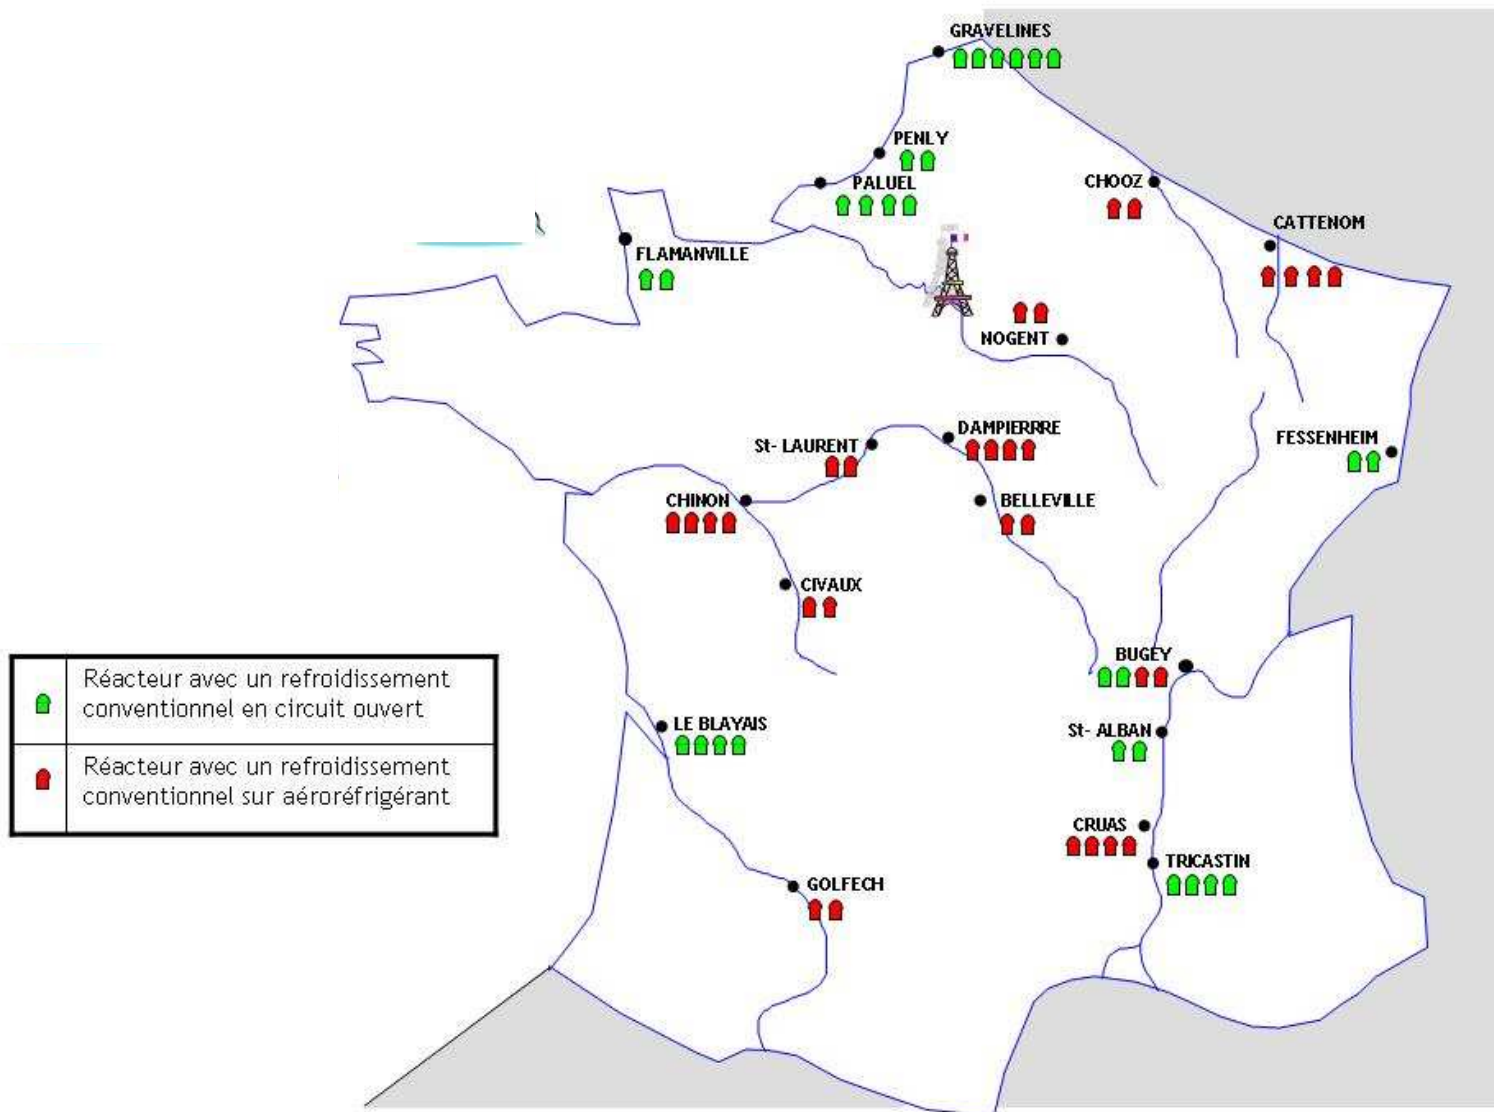 GRAVELINES
PENLY
PALUEL
CHOOZ
CATTENOM
FLAMANVILLE
NOGENT
DAMPIERRRE
St- LAURENT
FESSENHEIM
CHINON
BELLEVILLE
CIVAUX
BUGEY
LE BLAYAIS
St- ALBAN
CRUAS
TRICASTIN
GOLFECH
Réacteur avec un refroidissement
conventionnel en circuit ouvert
Réacteur avec un refroidissement
conventionnel sur aéroréfrigérant